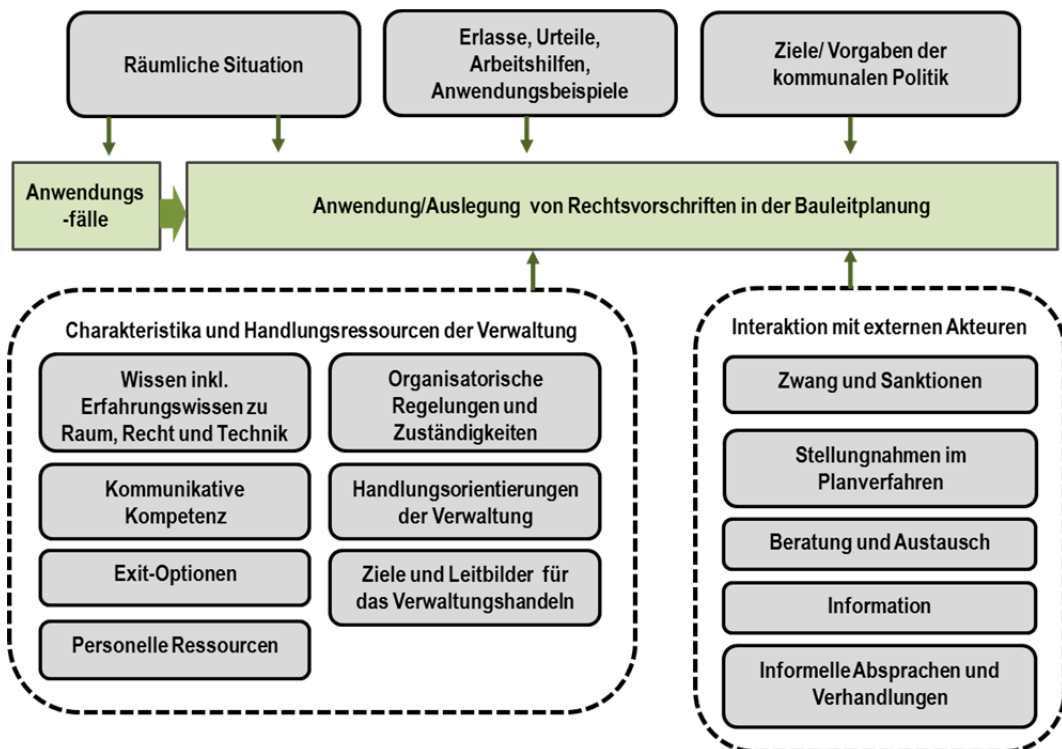 Räumliche Situation
Erlasse, Urteile,
Arbeitshilfen,
Anwendungsbeispiele
Ziele/ Vorgaben der
kommunalen Politik
Anwendungs
-fälle
Anwendung/Auslegung von Rechtsvorschriften in der Bauleitplanung
Charakteristika und Handlungsressourcen der Verwaltung
Wissen inkl.
Erfahrungswissen zu
Raum, Recht und Technik
Kommunikative
Kompetenz
Exit-Optionen
Personelle Ressourcen
Organisatorische
Regelungen und
Zuständigkeiten
Handlungsorientierungen
der Verwaltung
Ziele und Leitbilder für
das Verwaltungshandeln
Interaktion mit externen Akteuren
Zwang und Sanktionen
Stellungnahmen im
Planverfahren
Beratung und Austausch
Information
Informelle Absprachen und
Verhandlungen